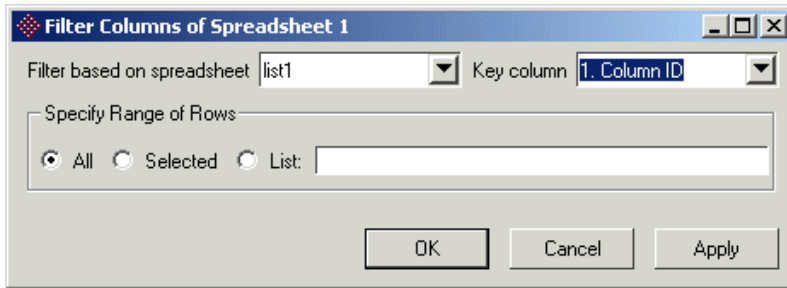 Filter Columns of Spreadsheet 1
Filter based on spreadsheet list1 Key column 1. Column ID
Specify Range of Rows
All Selected List:
OK Cancel Apply